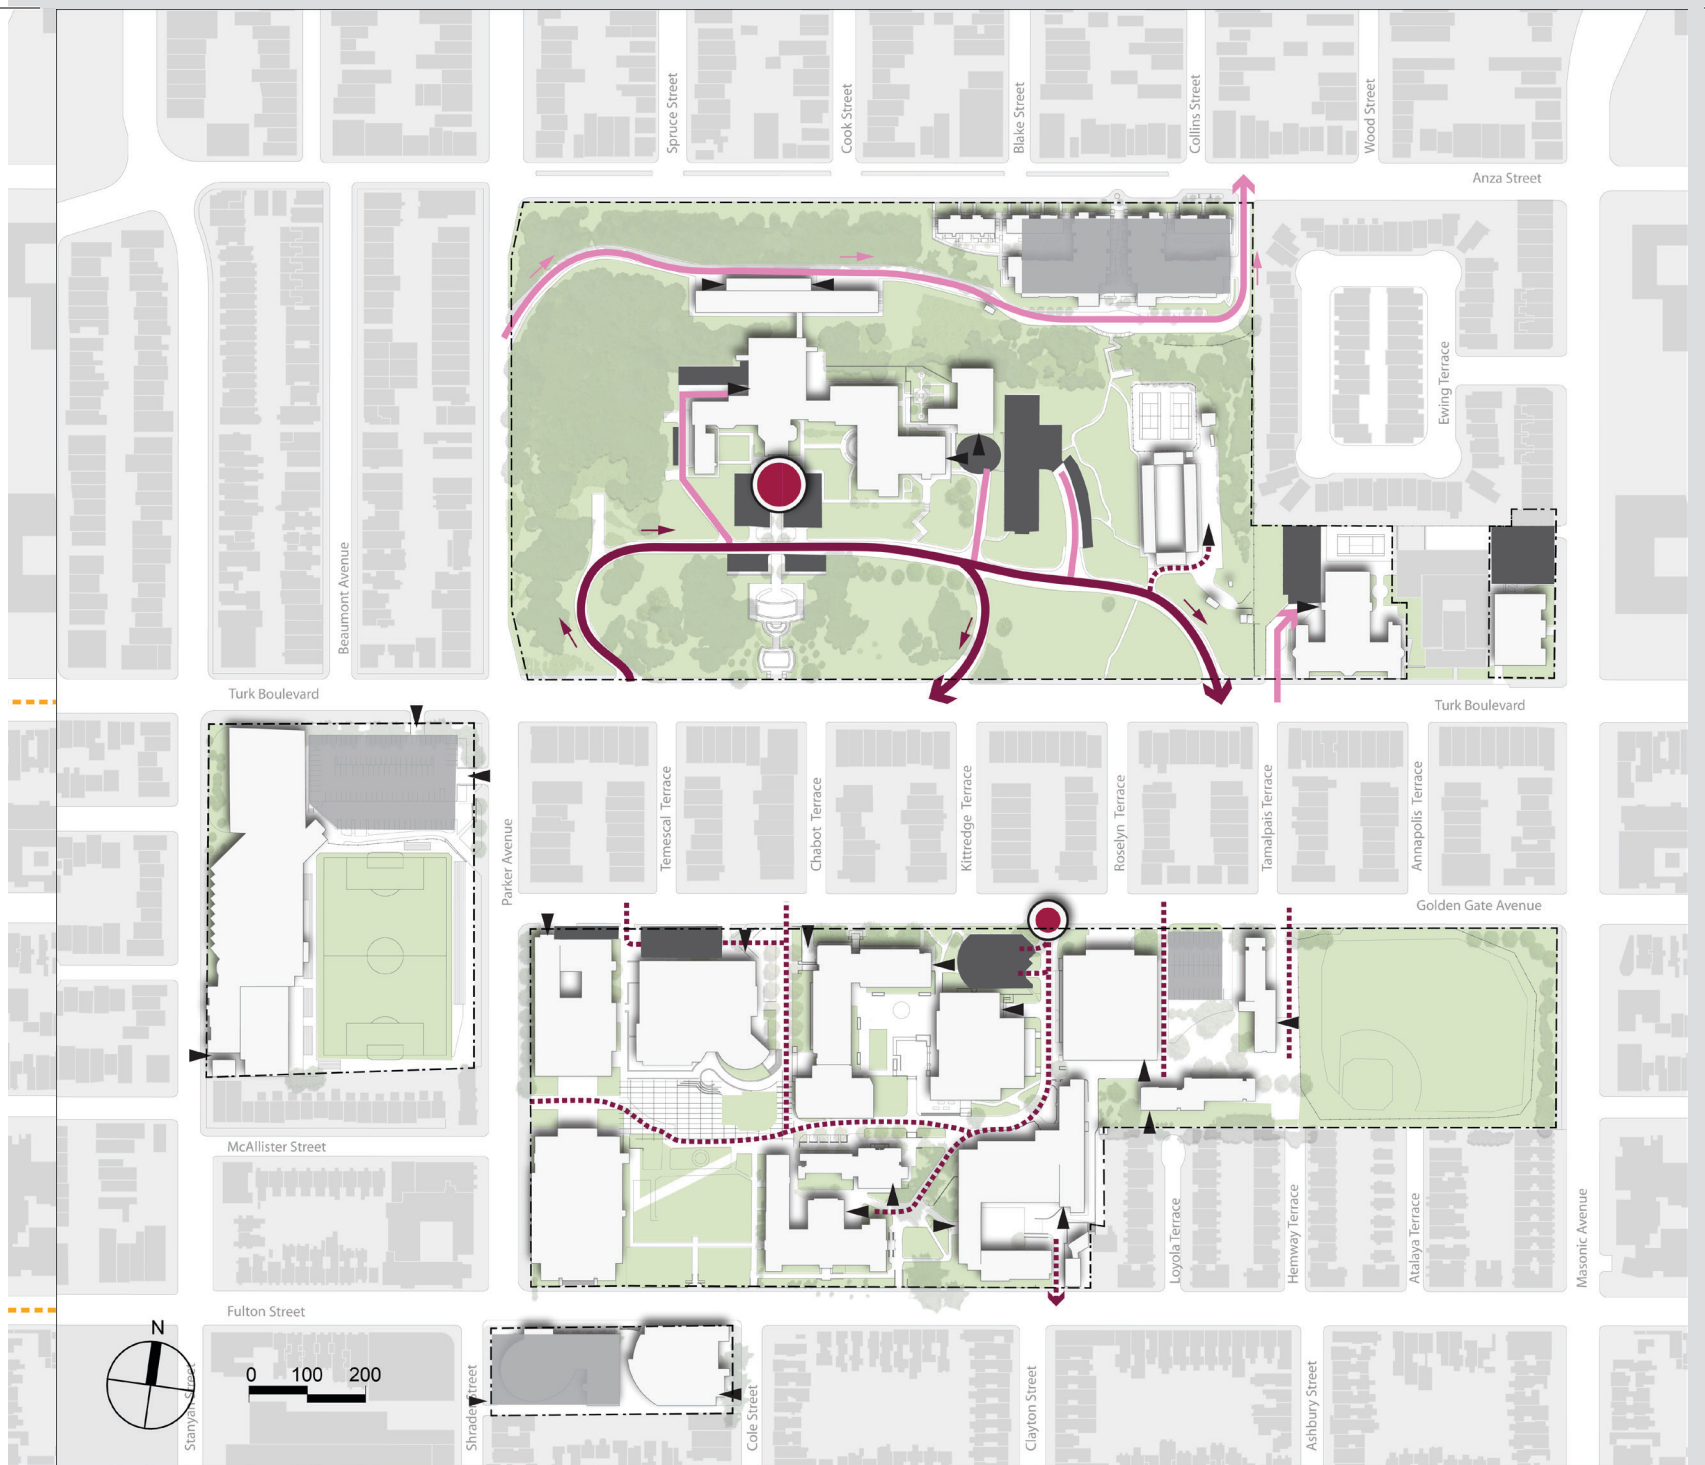 Spruce Street
Cook Street
Blake Street
Collins Street
Wood Street
Anza Street
Ewing Terrace
Beaumont Avenue
Turk Boulevard
Turk Boulevard
Parker Avenue
Temescal Terrace
Chabot Terrace
Kittredge Terrace
Roselyn Terrace
Tamalpais Terrace
Annapolis Terrace
Golden Gate Avenue
McAllister Street
Loyola Terrace
Hemway Terrace
Atalaya Terrace
Masonic Avenue
Fulton Street
N
0 100 200
Stanyan Street
Shrader Street
Cole Street
Clayton Street
Ashbury Street